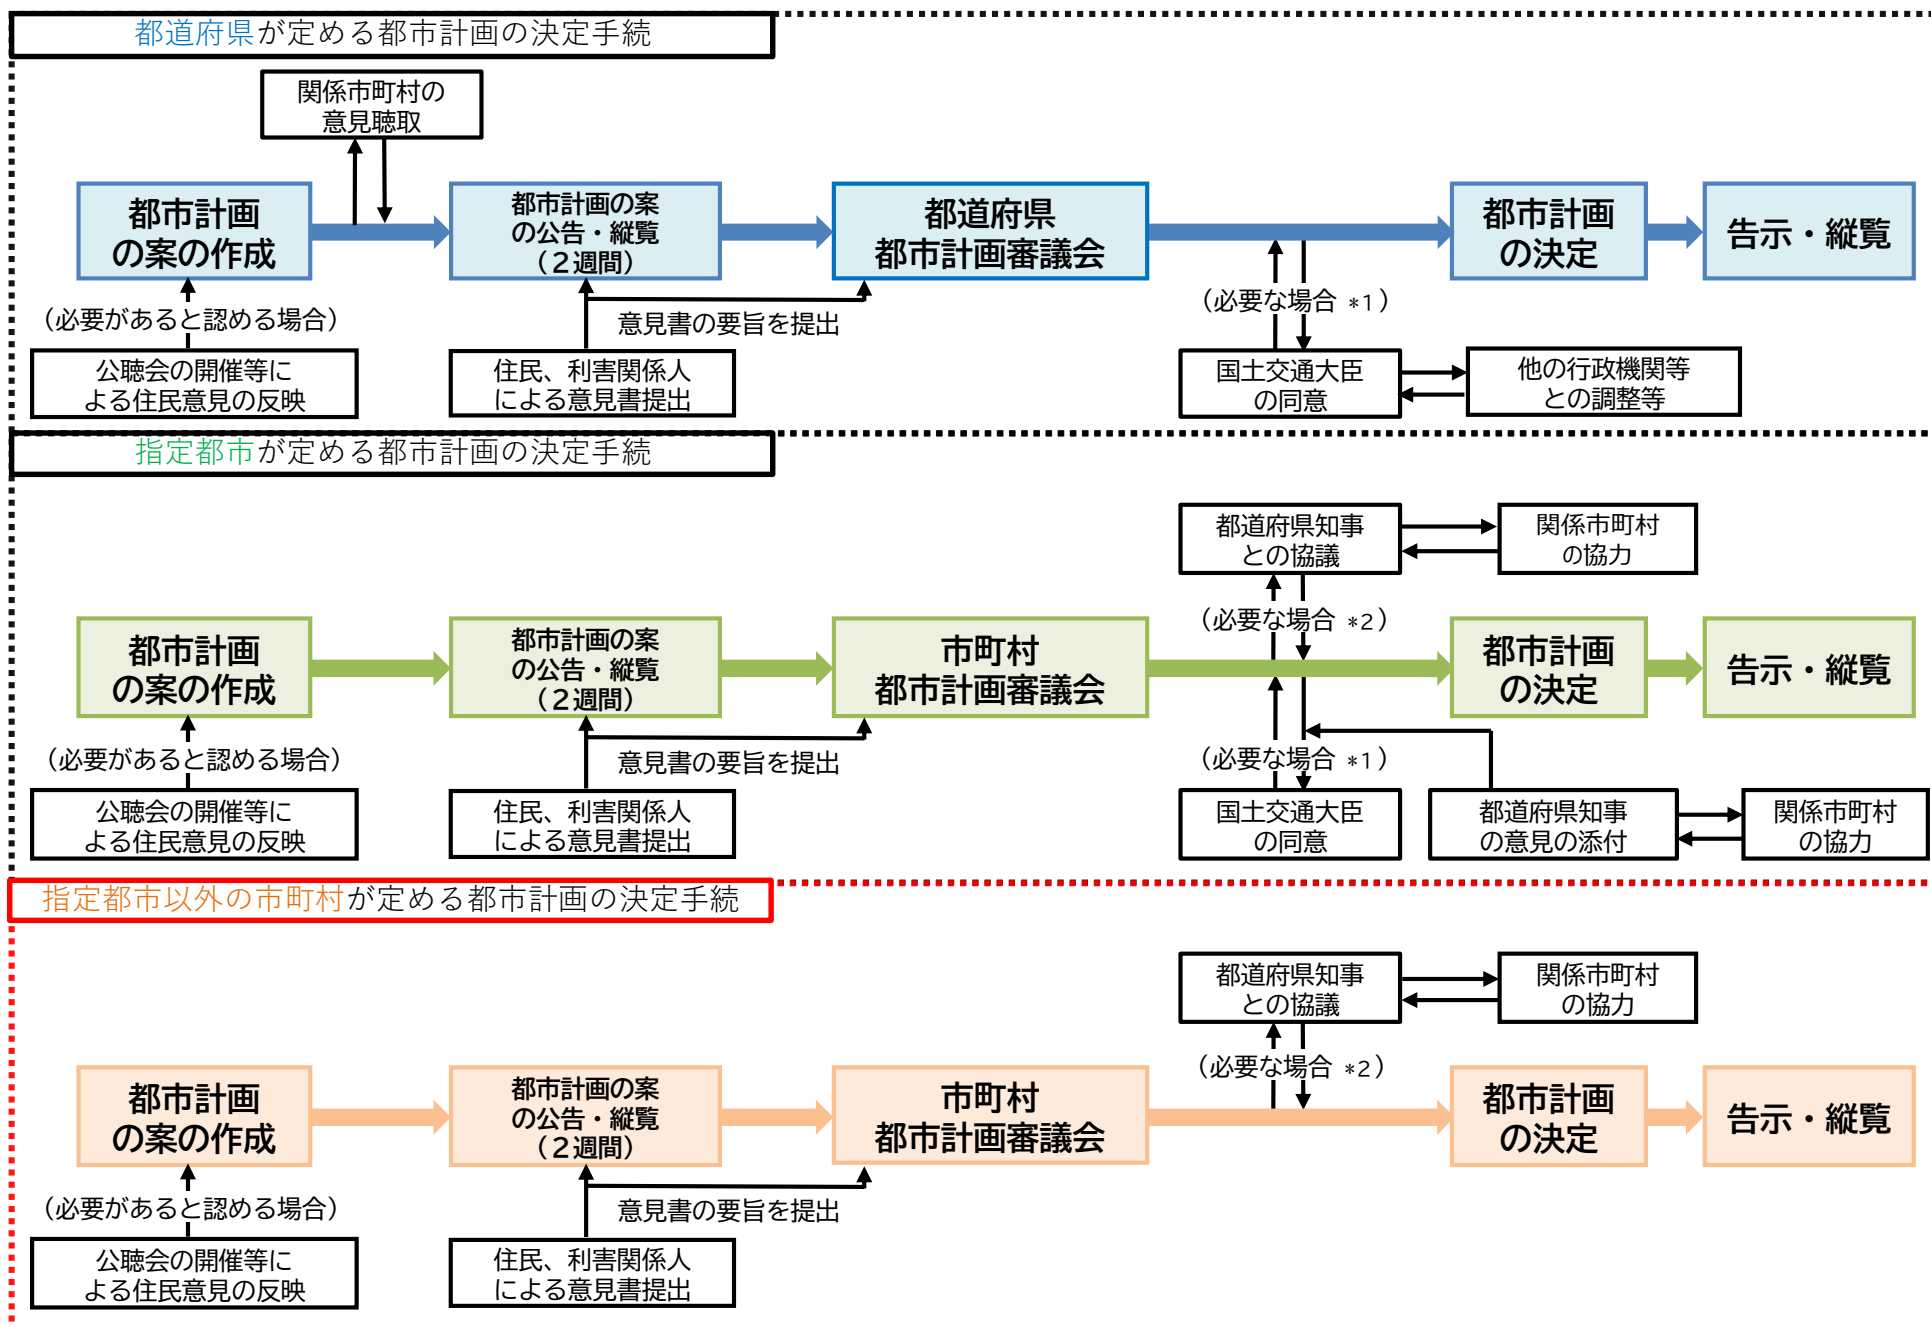 都道府県が定める都市計画の決定手続
関係市町村の
意見聴取
都市計画
の案の作成
都市計画の案
の公告・縦覧
(2週間)
都道府県
都市計画審議会
都市計画
の決定
告示・縦覧
(必要があると認める場合)
意見書の要旨を提出
(必要な場合 *1)
公聴会の開催等に
よる住民意見の反映
住民、利害関係人
による意見書提出
国土交通大臣
の同意
他の行政機関等
との調整等
指定都市が定める都市計画の決定手続
都道府県知事
との協議
関係市町村
の協力
(必要な場合 *2)
都市計画
の案の作成
都市計画の案
の公告・縦覧
(2週間)
市町村
都市計画審議会
都市計画
の決定
告示・縦覧
(必要があると認める場合)
意見書の要旨を提出
(必要な場合 *1)
公聴会の開催等に
よる住民意見の反映
住民、利害関係人
による意見書提出
国土交通大臣
の同意
都道府県知事
の意見の添付
関係市町村
の協力
指定都市以外の市町村が定める都市計画の決定手続
都道府県知事
との協議
関係市町村
の協力
(必要な場合 *2)
都市計画
の案の作成
都市計画の案
の公告・縦覧
(2週間)
市町村
都市計画審議会
都市計画
の決定
告示・縦覧
(必要があると認める場合)
意見書の要旨を提出
公聴会の開催等に
よる住民意見の反映
住民、利害関係人
による意見書提出